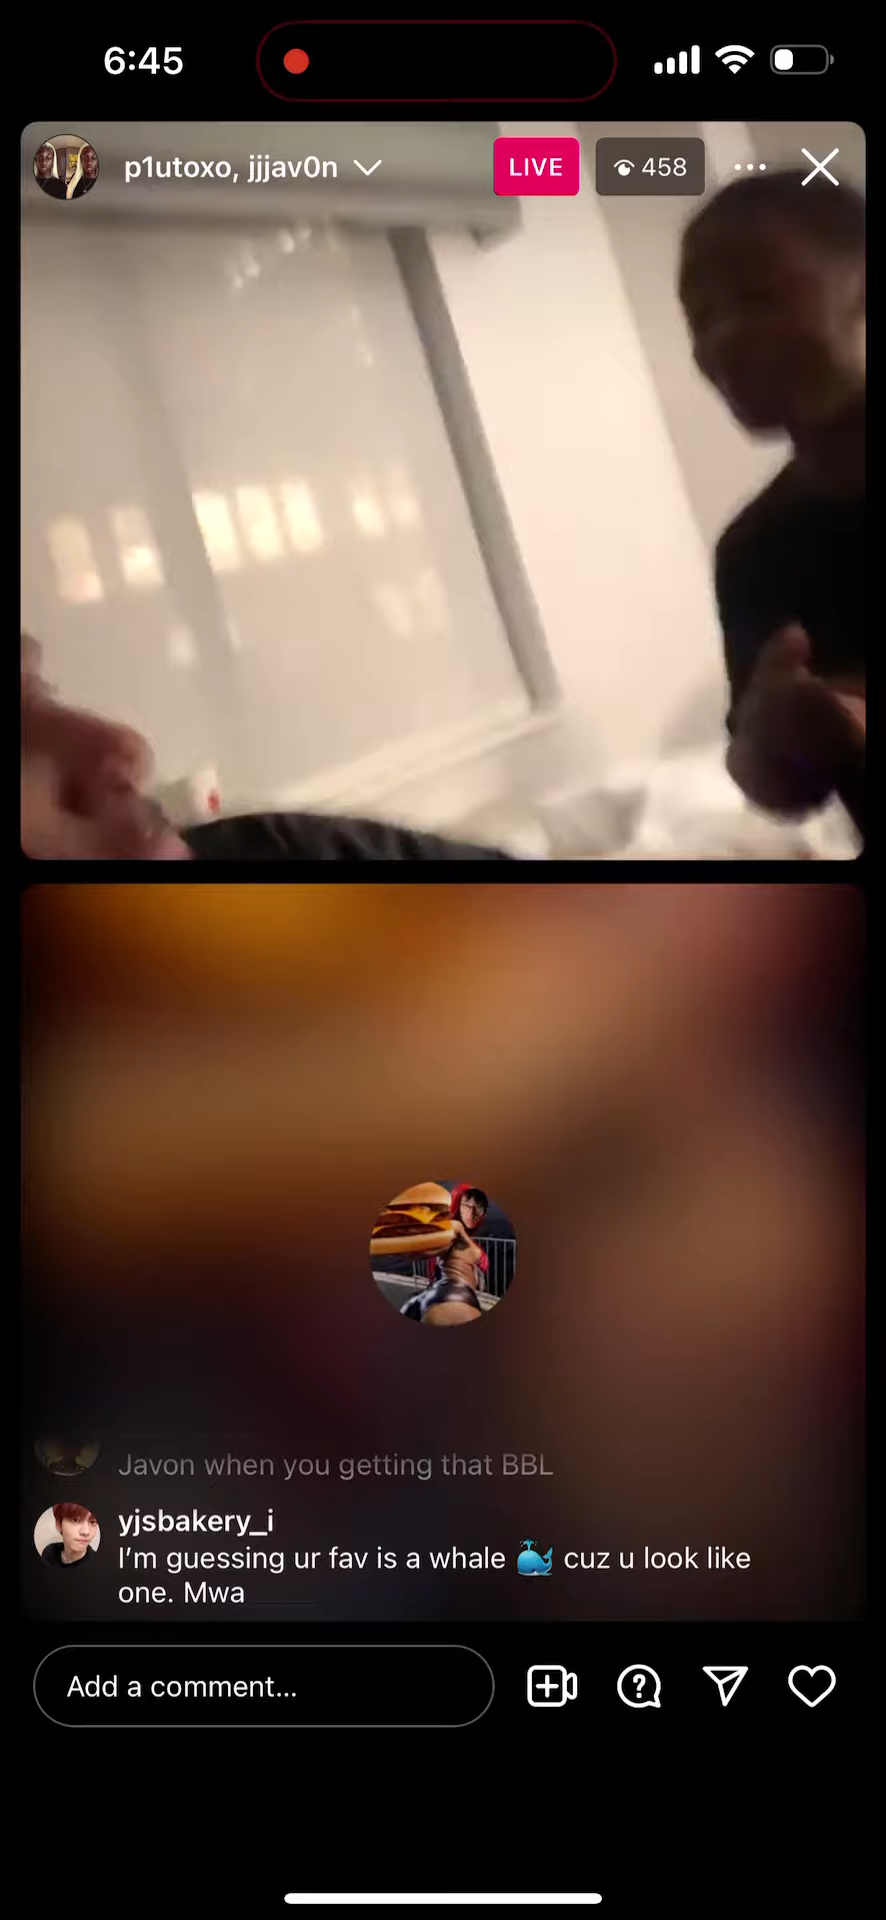 6:45
p1utoxo, jjjav0n
LIVE
458
Javon when you getting that BBL
yjsbakery_i
I'm guessing ur fav is a whale 🐳 cuz u look like
one. Mwa
Add a comment...